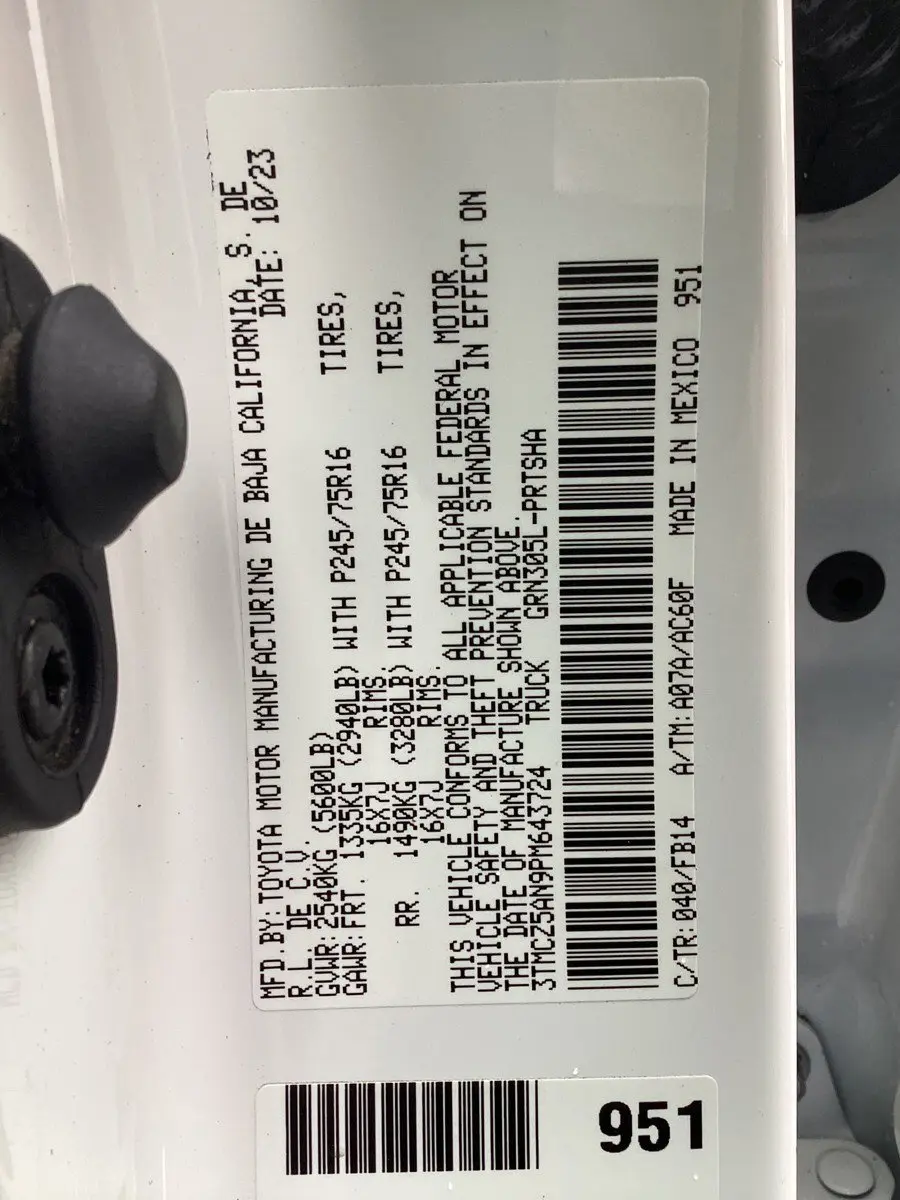 MFD.BY:TOYOTA MOTOR MANUFACTURING DE BAJA CALIFORNIA, S. DE
R.L. DE C.V. DATE: 10/23
GVWR:2540KG (5600LB)
GAWR:FRT. 1335KG (2940LB) WITH P245/75R16 TIRES,
16X7J RIMS.
RR. 1490KG (3280LB) WITH P245/75R16 TIRES,
16X7J RIMS.
THIS VEHICLE CONFORMS TO ALL APPLICABLE FEDERAL MOTOR
VEHICLE SAFETY AND THEFT PREVENTION STANDARDS IN EFFECT ON
THE DATE OF MANUFACTURE SHOWN ABOVE.
3TMCZ5AN9PM643724 TRUCK GRN305L-PRTSHA
C/TR:040/FB14 A/TM:A07A/AC60F MADE IN MEXICO 951
951